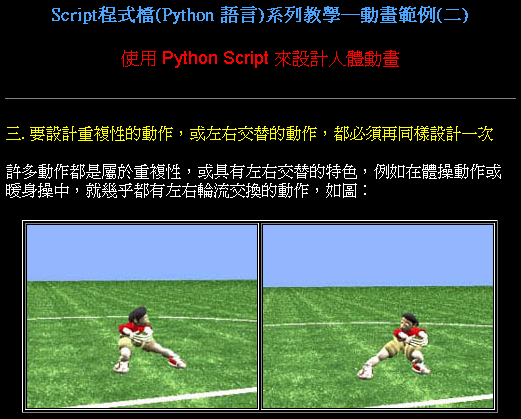 Script程式檔(Python 語言)系列教學—動畫範例(二)
使用 Python Script 來設計人體動畫
三. 要設計重複性的動作，或左右交替的動作，都必須再同樣設計一次
許多動作都是屬於重複性，或具有左右交替的特色，例如在體操動作或
暖身操中，就幾乎都有左右輪流交換的動作，如圖：